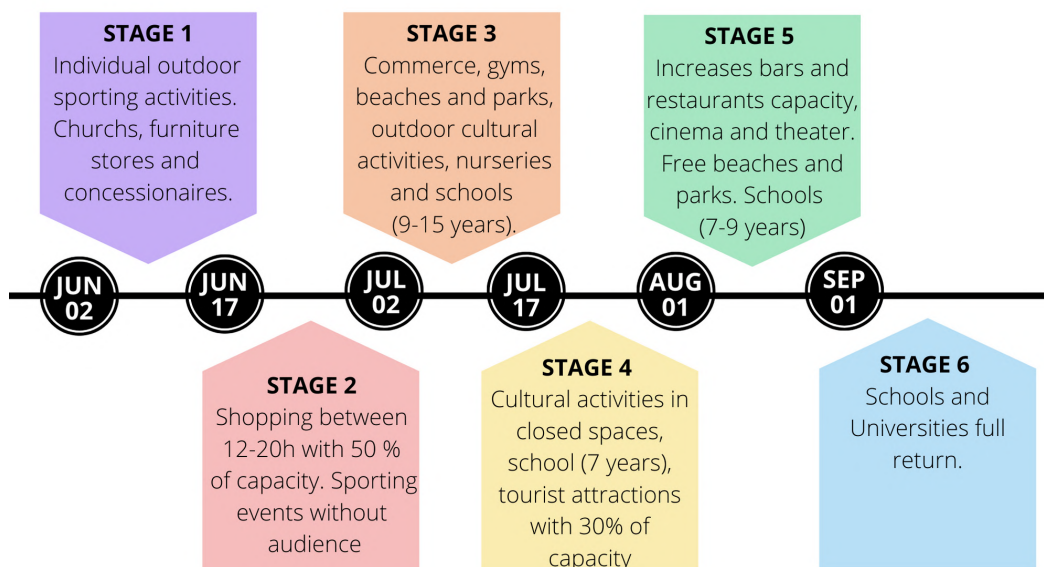 STAGE 1
Individual outdoor
sporting activities.
Churchs, furniture
stores and
concessionaires.
STAGE 3
Commerce, gyms,
beaches and parks,
outdoor cultural
activities, nurseries
and schools
(9-15 years).
STAGE 5
Increases bars and
restaurants capacity,
cinema and theater.
Free beaches and
parks. Schools
(7-9 years)
JUN
02
JUN
17
JUL
02
JUL
17
AUG
01
SEP
01
STAGE 2
Shopping between
12-20h with 50 %
of capacity. Sporting
events without
audience
STAGE 4
Cultural activities in
closed spaces,
school (7 years),
tourist attractions
with 30% of
capacity
STAGE 6
Schools and
Universities full
return.